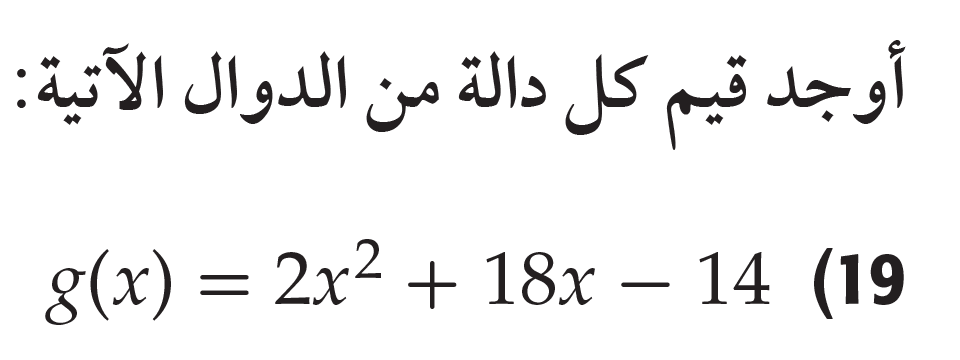 أوجد قيم كل دالة من الدوال الآتية:
19) g(x) = 2x² + 18x − 14